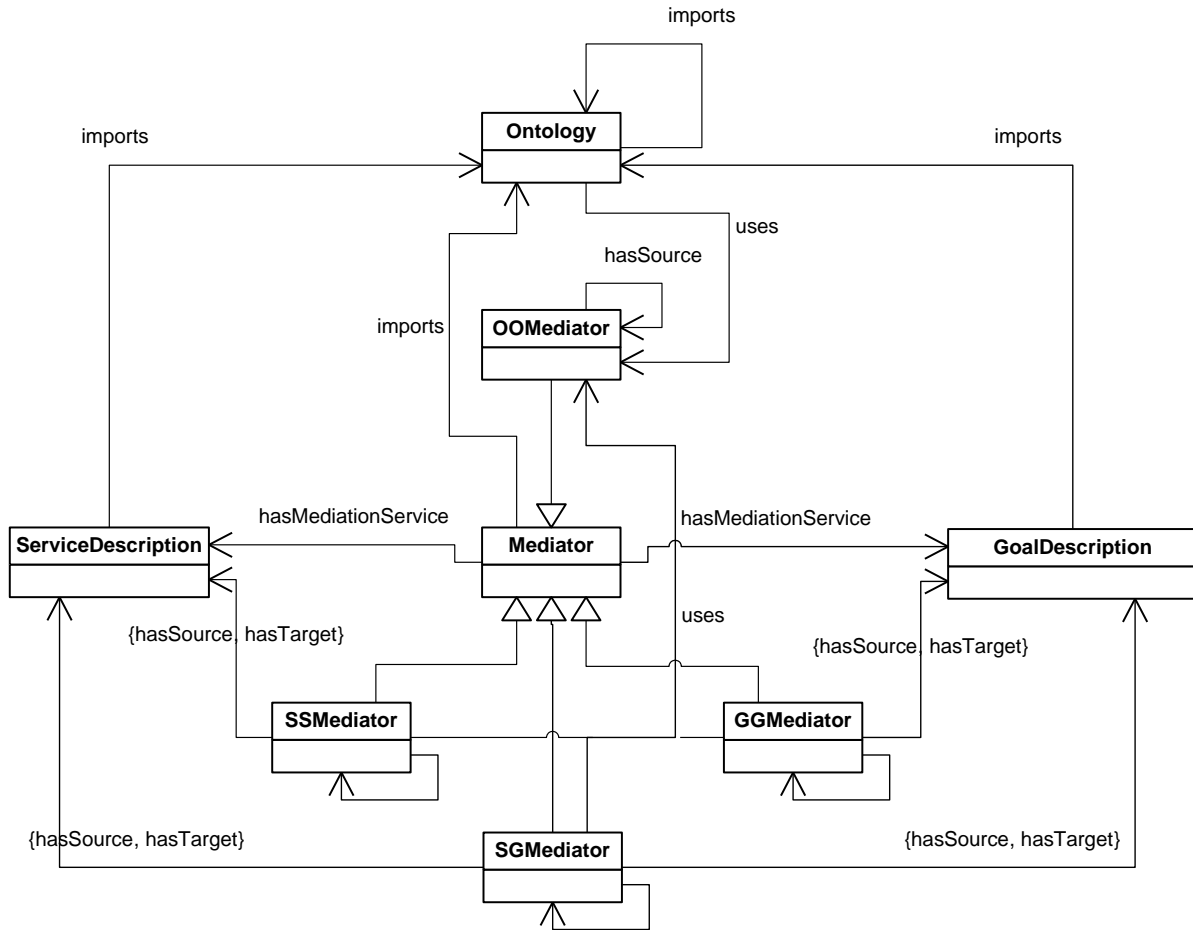 imports
Ontology
imports
imports
uses
hasSource
OOMediator
imports
hasMediationService
hasMediationService
ServiceDescription
Mediator
GoalDescription
uses
{hasSource, hasTarget}
{hasSource, hasTarget}
SSMediator
GGMediator
{hasSource, hasTarget}
{hasSource, hasTarget}
SGMediator